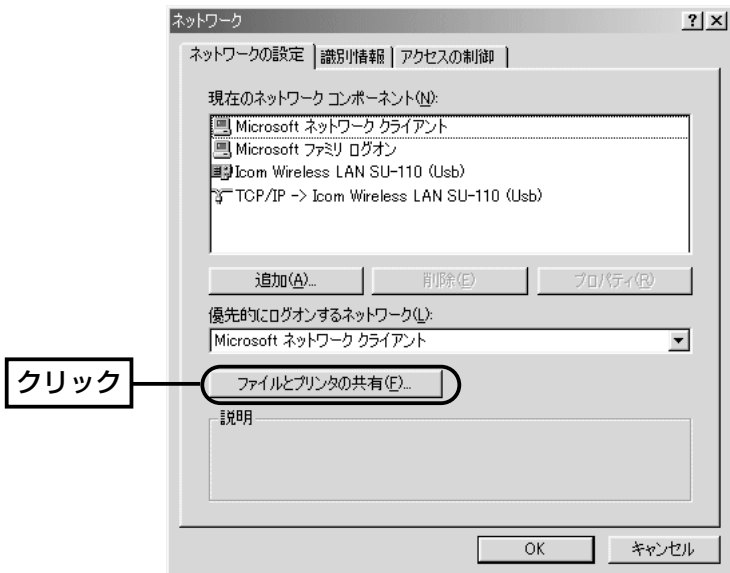 ネットワーク
ネットワークの設定 識別情報 アクセスの制御
現在のネットワーク コンポーネント(N):
Microsoft ネットワーク クライアント
Microsoft ファミリ ログオン
Icom Wireless LAN SU-110 (Usb)
TCP/IP -> Icom Wireless LAN SU-110 (Usb)
追加(A)... 削除(E) プロパティ(R)
優先的にログオンするネットワーク(L):
Microsoft ネットワーク クライアント
クリック ファイルとプリンタの共有(F)...
説明
OK キャンセル